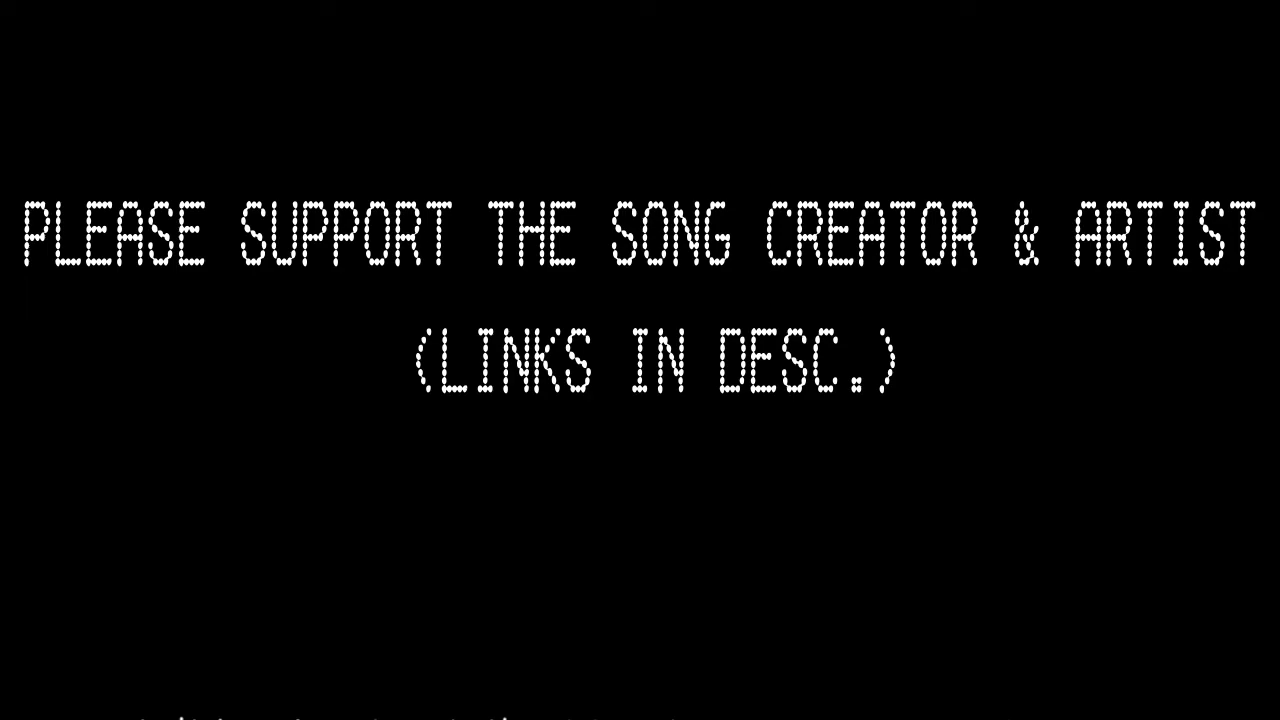 PLEASE SUPPORT THE SONG CREATOR & ARTIST
(LINKS IN DESC.)